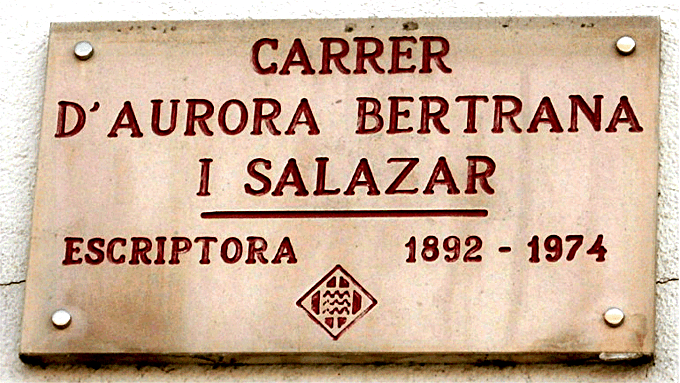 CARRER
D'AURORA BERTRANA
I SALAZAR
ESCRIPTORA 1892 - 1974